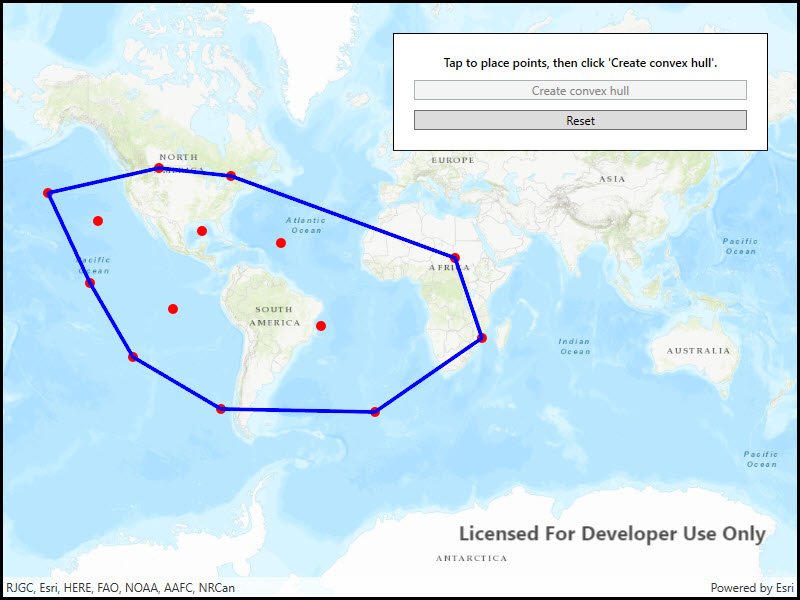 Tap to place points, then click 'Create convex hull'.
Create convex hull
Reset
NORTH
AMERICA
EUROPE
ASIA
Atlantic
Ocean
Pacific
Ocean
Pacific
Ocean
AFRICA
SOUTH
AMERICA
Indian
Ocean
AUSTRALIA
Pacific
Ocean
Licensed For Developer Use Only
ANTARCTICA
RJGC, Esri, HERE, FAO, NOAA, AAFC, NRCan
Powered by Esri